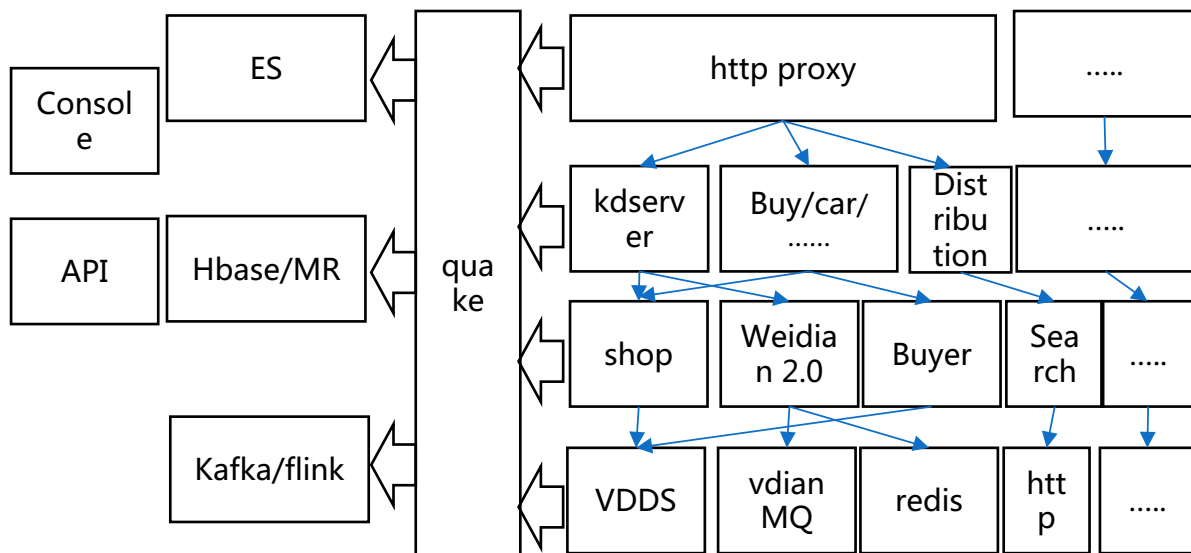 ES
http proxy
.....
Consol
e
kdserv
er
Buy/car/
......
Dist
ribu
tion
.....
API
Hbase/MR
qua
ke
shop
Weidia
n 2.0
Buyer
Sea
rch
.....
Kafka/flink
VDDS
vdian
MQ
redis
htt
p
.....